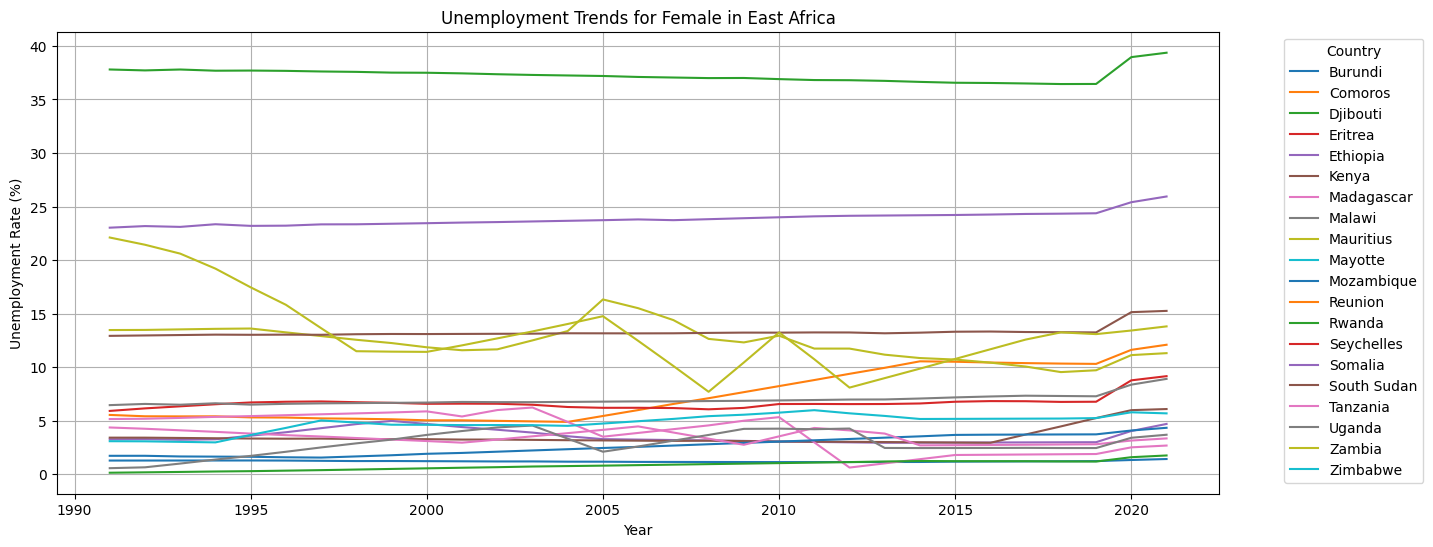 Unemployment Trends for Female in East Africa
Unemployment Rate (%)
40
35
30
25
20
15
10
5
0
1990
1995
2000
2005
2010
2015
2020
Year
Country
Burundi
Comoros
Djibouti
Eritrea
Ethiopia
Kenya
Madagascar
Malawi
Mauritius
Mayotte
Mozambique
Reunion
Rwanda
Seychelles
Somalia
South Sudan
Tanzania
Uganda
Zambia
Zimbabwe